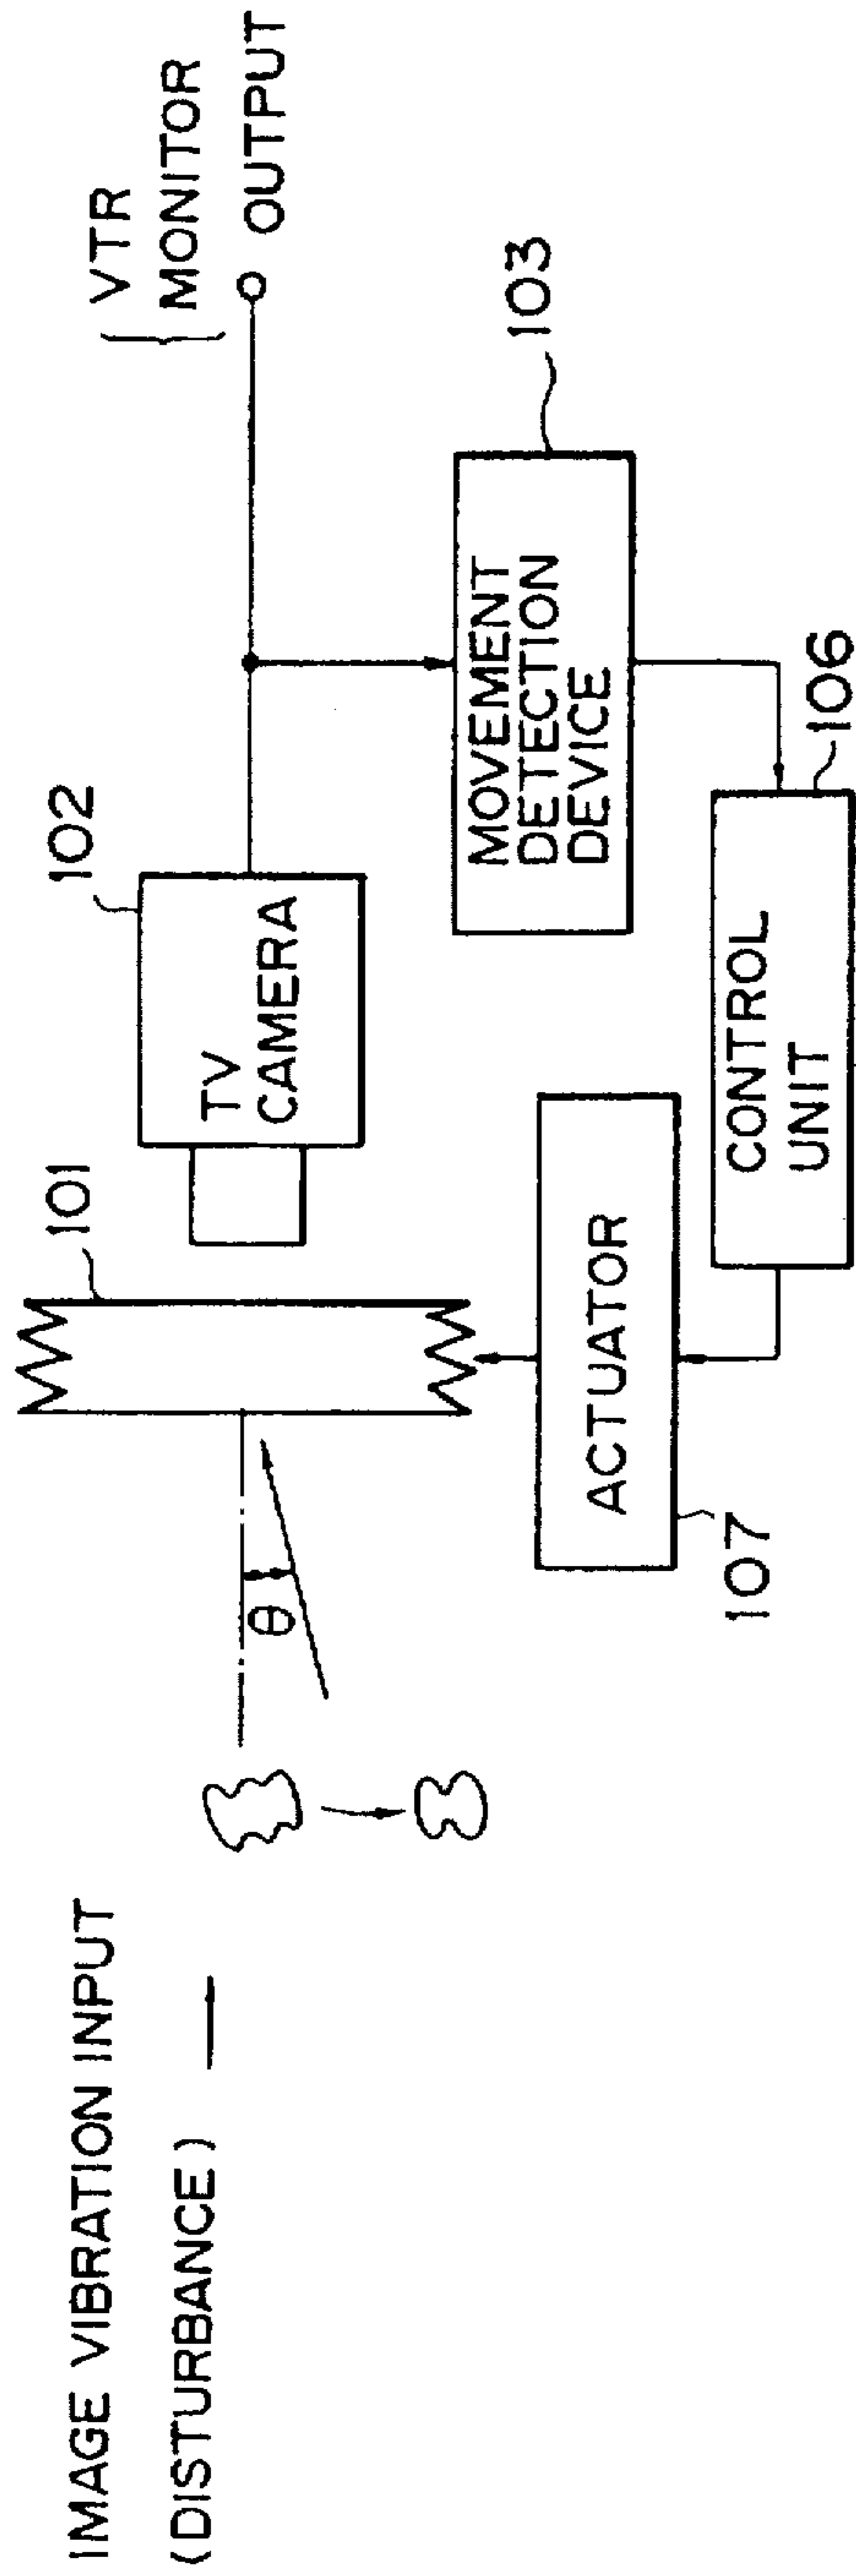 IMAGE VIBRATION INPUT
(DISTURBANCE)
θ
101
102
TV
CAMERA
VTR
MONITOR
OUTPUT
103
MOVEMENT
DETECTION
DEVICE
106
CONTROL
UNIT
ACTUATOR
107